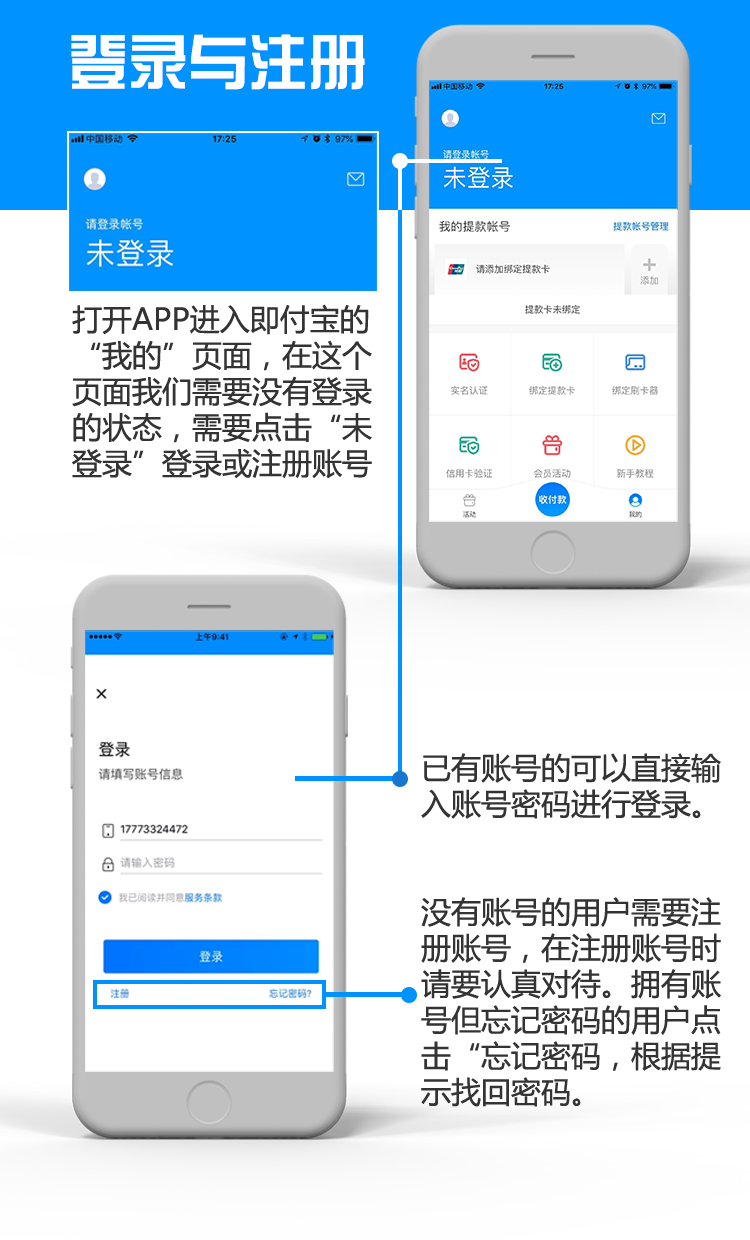 登录与注册
中国移动 17:25 97%
请登录帐号
未登录
打开APP进入即付宝的
“我的”页面，在这个
页面我们需要没有登录
的状态，需要点击“未
登录”登录或注册账号
中国移动 17:25 97%
请登录帐号
未登录
我的提款帐号 提款帐号管理
请添加绑定提款卡
添加
提款卡未绑定
实名认证 绑定提款卡 绑定刷卡器
信用卡验证 会员活动 新手教程
活动 收付款 我的
上午9:41
登录
请填写账号信息
17773324472
请输入密码
我已阅读并同意服务条款
登录
注册 忘记密码?
已有账号的可以直接输
入账号密码进行登录。
没有账号的用户需要注
册账号，在注册账号时
请要认真对待。拥有账
号但忘记密码的用户点
击“忘记密码，根据提
示找回密码。